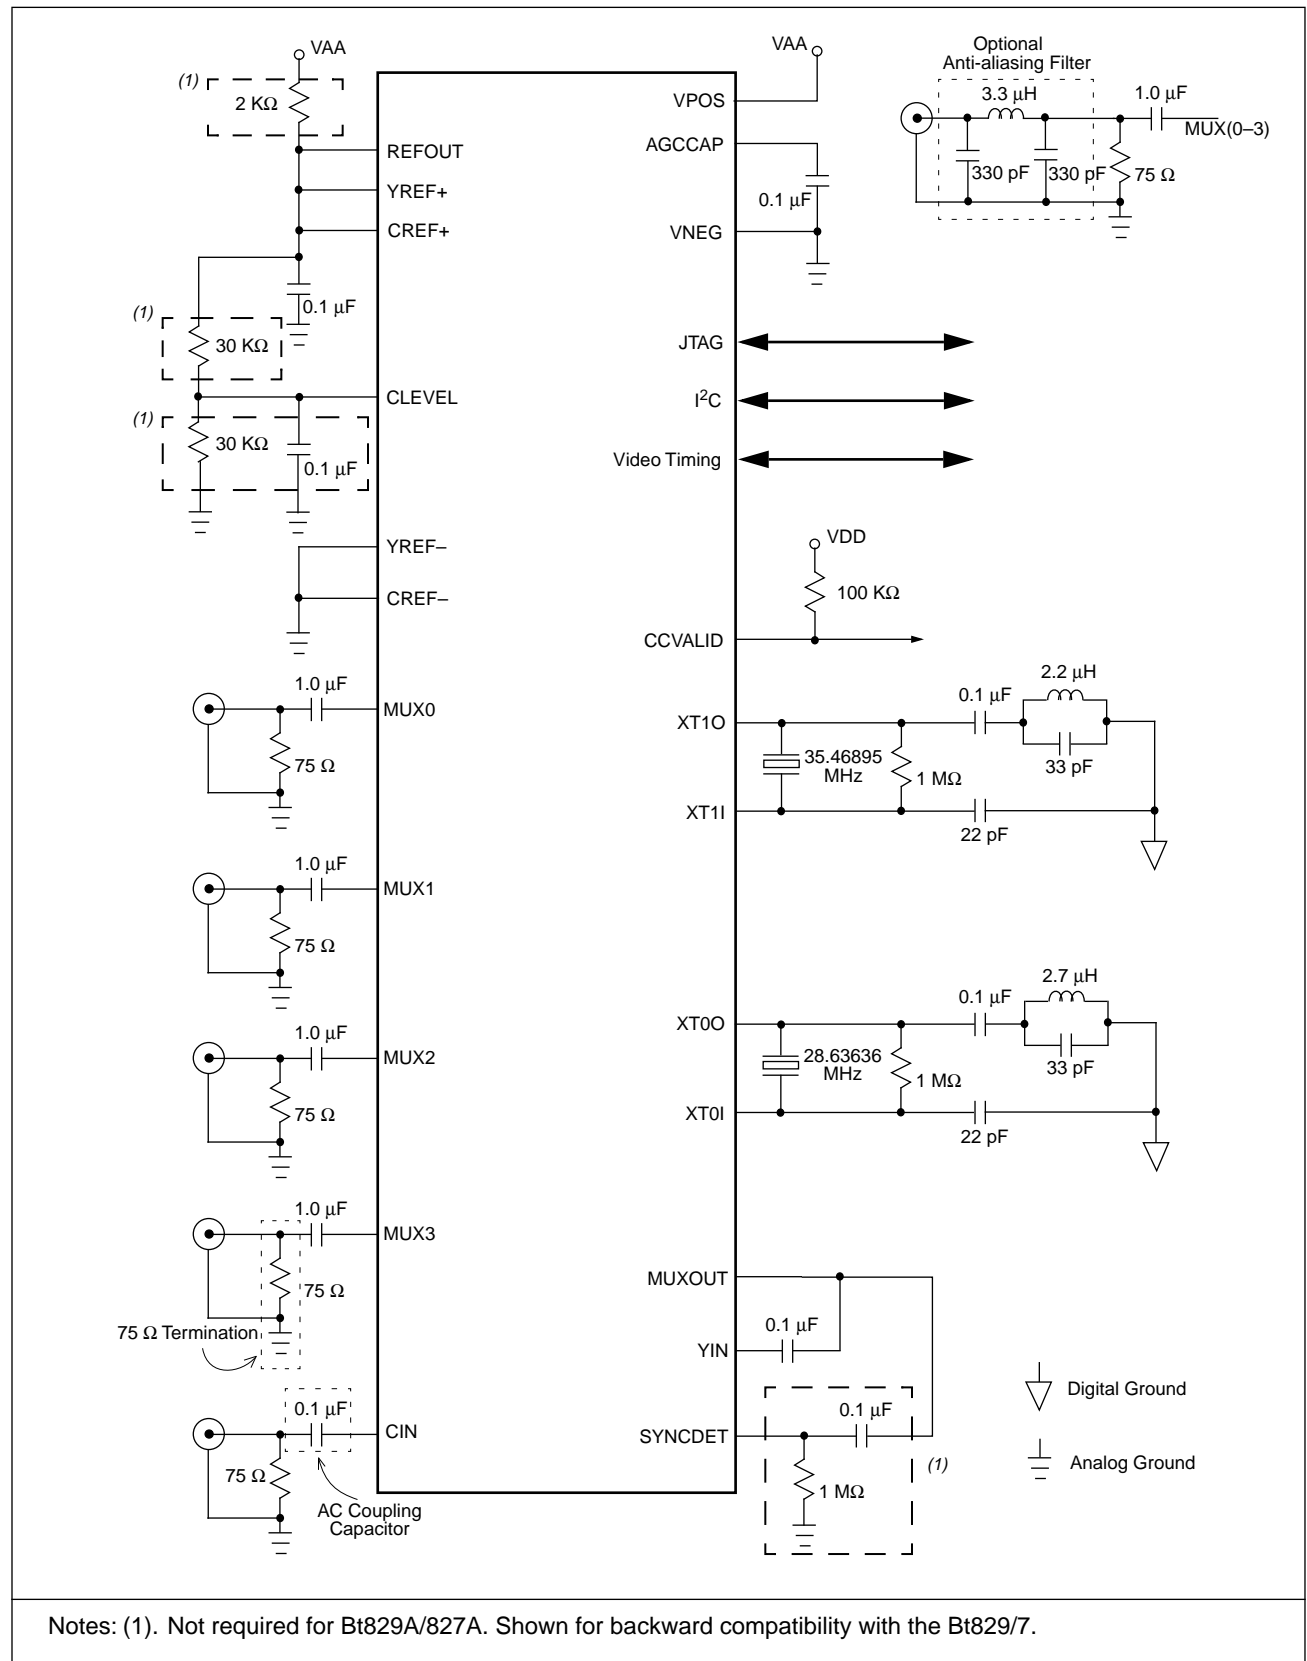 VAA
(1)
2 KΩ
REFOUT
YREF+
CREF+
0.1 µF
(1)
30 KΩ
CLEVEL
(1)
30 KΩ
0.1 µF
YREF–
CREF–
1.0 µF
MUX0
75 Ω
1.0 µF
MUX1
75 Ω
1.0 µF
MUX2
75 Ω
1.0 µF
MUX3
75 Ω
75 Ω Termination
0.1 µF
CIN
75 Ω
AC Coupling
Capacitor
VAA
VPOS
AGCCAP
0.1 µF
VNEG
Optional
Anti-aliasing Filter
3.3 µH
1.0 µF
MUX(0–3)
330 pF
330 pF
75 Ω
JTAG
I²C
Video Timing
VDD
100 KΩ
CCVALID
2.2 µH
0.1 µF
XT1O
33 pF
35.46895
MHz
1 MΩ
XT1I
22 pF
2.7 µH
0.1 µF
XT0O
33 pF
28.63636
MHz
1 MΩ
XT0I
22 pF
MUXOUT
0.1 µF
YIN
0.1 µF
SYNCDET
(1)
1 MΩ
Digital Ground
Analog Ground
Notes: (1). Not required for Bt829A/827A. Shown for backward compatibility with the Bt829/7.